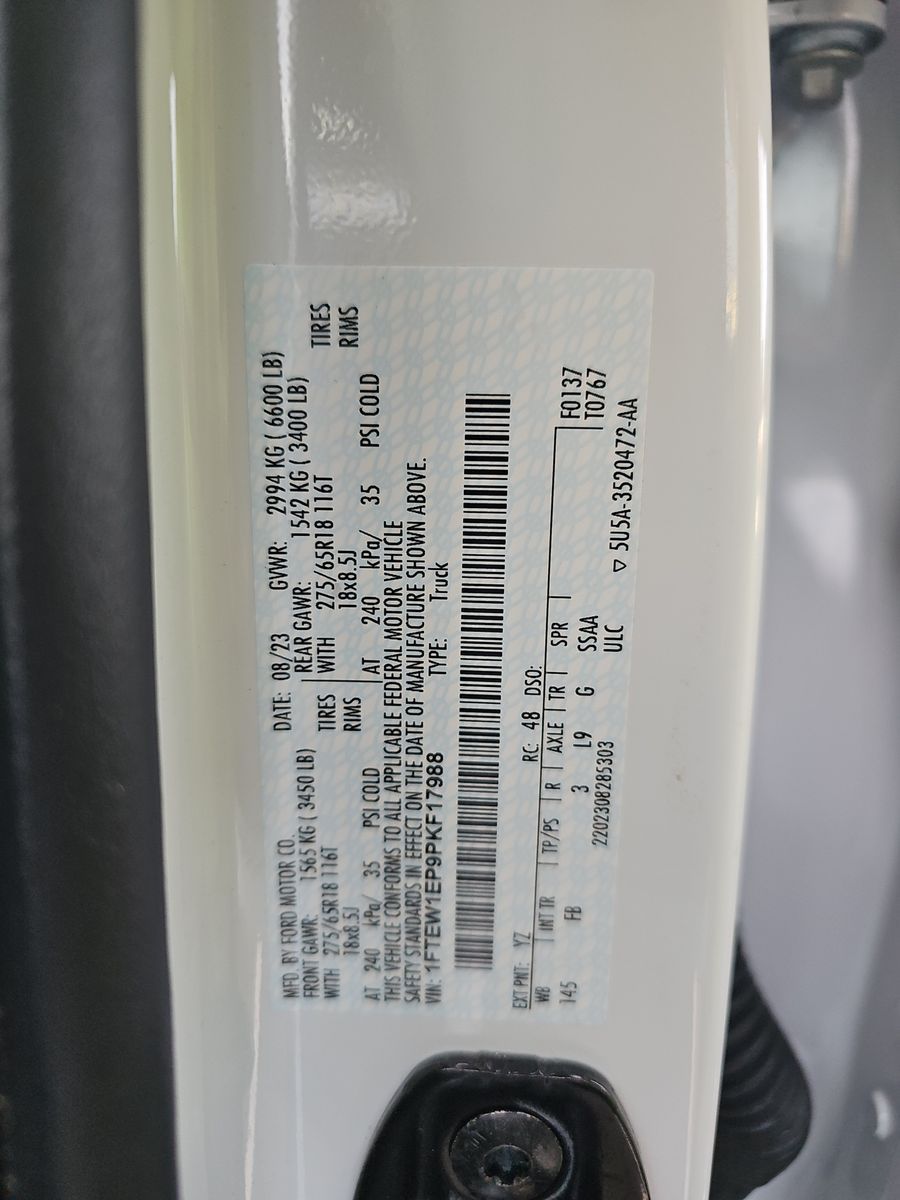 MFD. BY FORD MOTOR CO. DATE: 08/23 GVWR: 2994 KG ( 6600 LB)
FRONT GAWR: 1565 KG ( 3450 LB) REAR GAWR: 1542 KG ( 3400 LB)
WITH 275/65R18 116T TIRES WITH 275/65R18 116T TIRES
18x8.5J RIMS 18x8.5J RIMS
AT 240 kPa/ 35 PSI COLD AT 240 kPa/ 35 PSI COLD
THIS VEHICLE CONFORMS TO ALL APPLICABLE FEDERAL MOTOR VEHICLE
SAFETY STANDARDS IN EFFECT ON THE DATE OF MANUFACTURE SHOWN ABOVE.
VIN: 1FTEW1EP9PKF17988 TYPE: Truck
EXT PNT: YZ RC: 48 DSO:
WB INT TR TP/PS R AXLE TR SPR F0137
145 FB 3 L9 G SSAA T0767
2202308285303 ULC ▽ 5U5A-3520472-AA